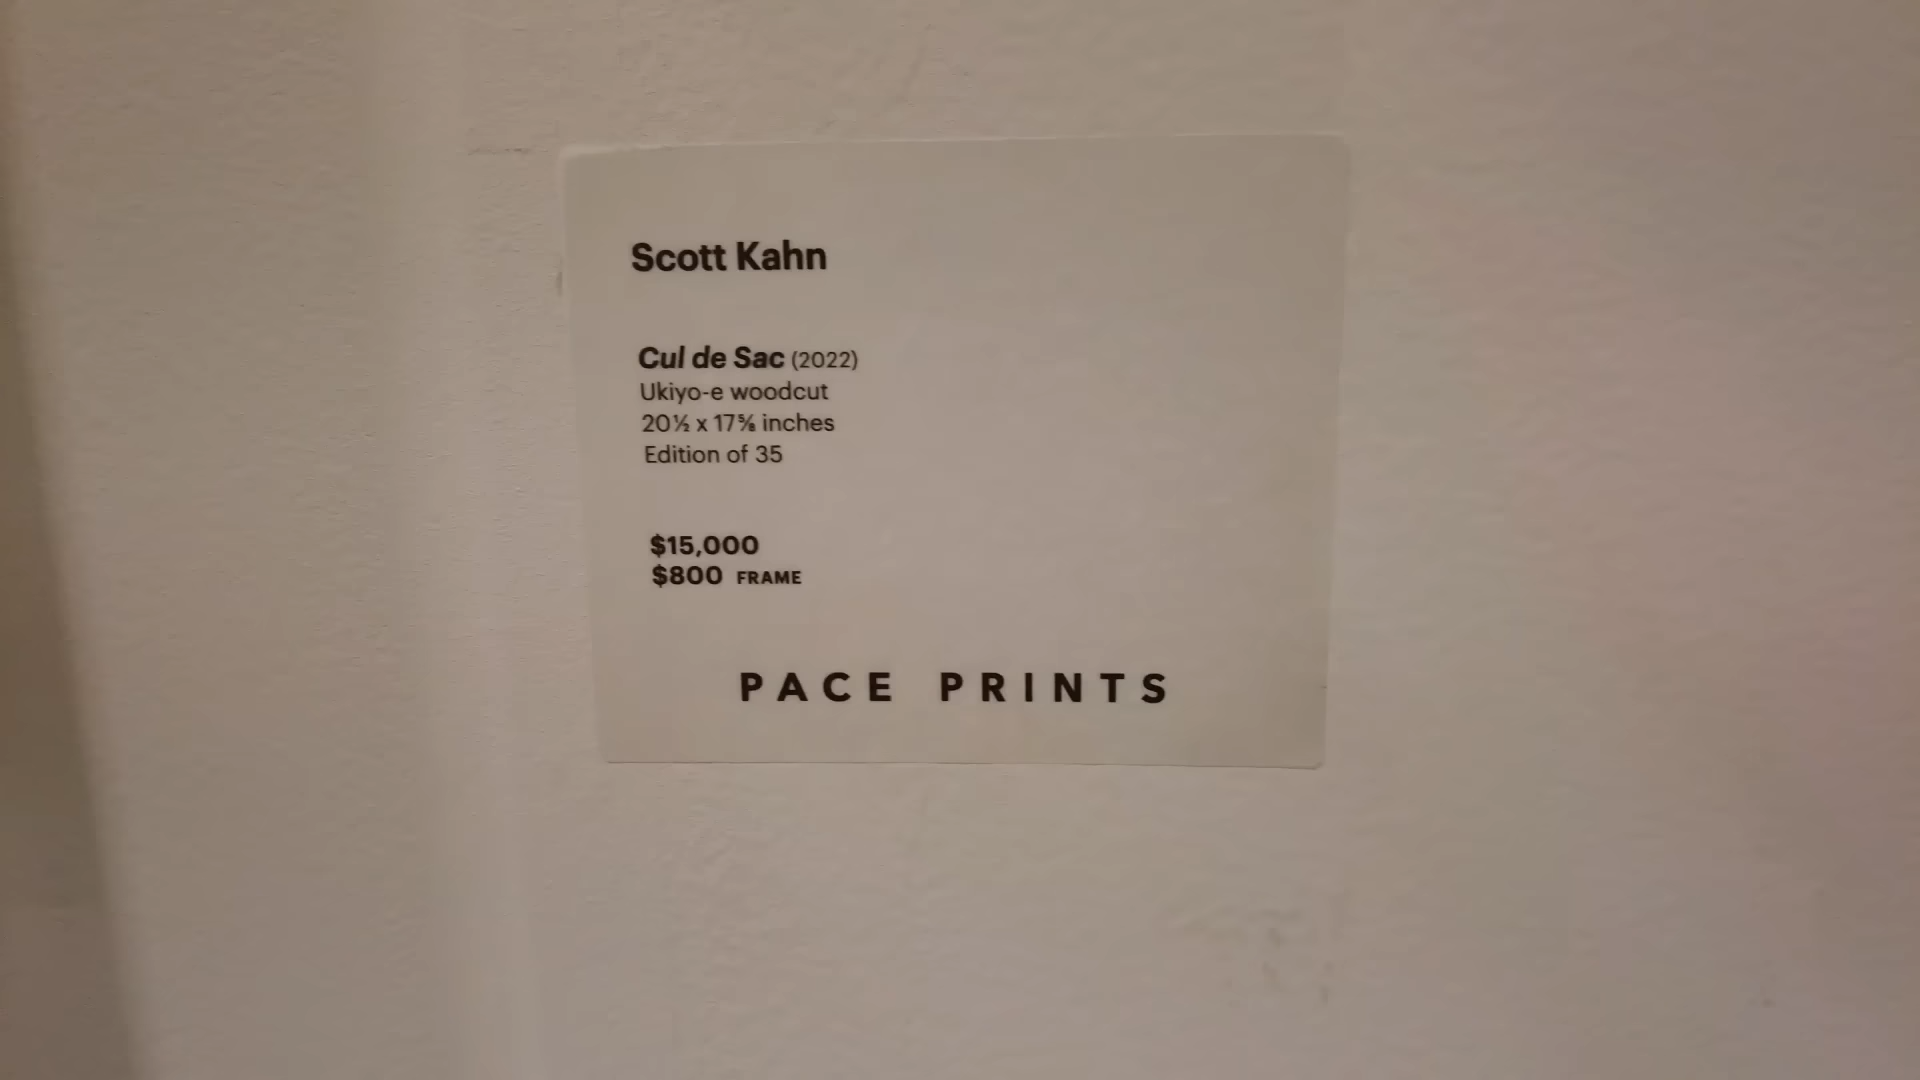 Scott Kahn
Cul de Sac (2022)
Ukiyo-e woodcut
20½ x 17⅝ inches
Edition of 35
$15,000
$800 FRAME
PACE PRINTS